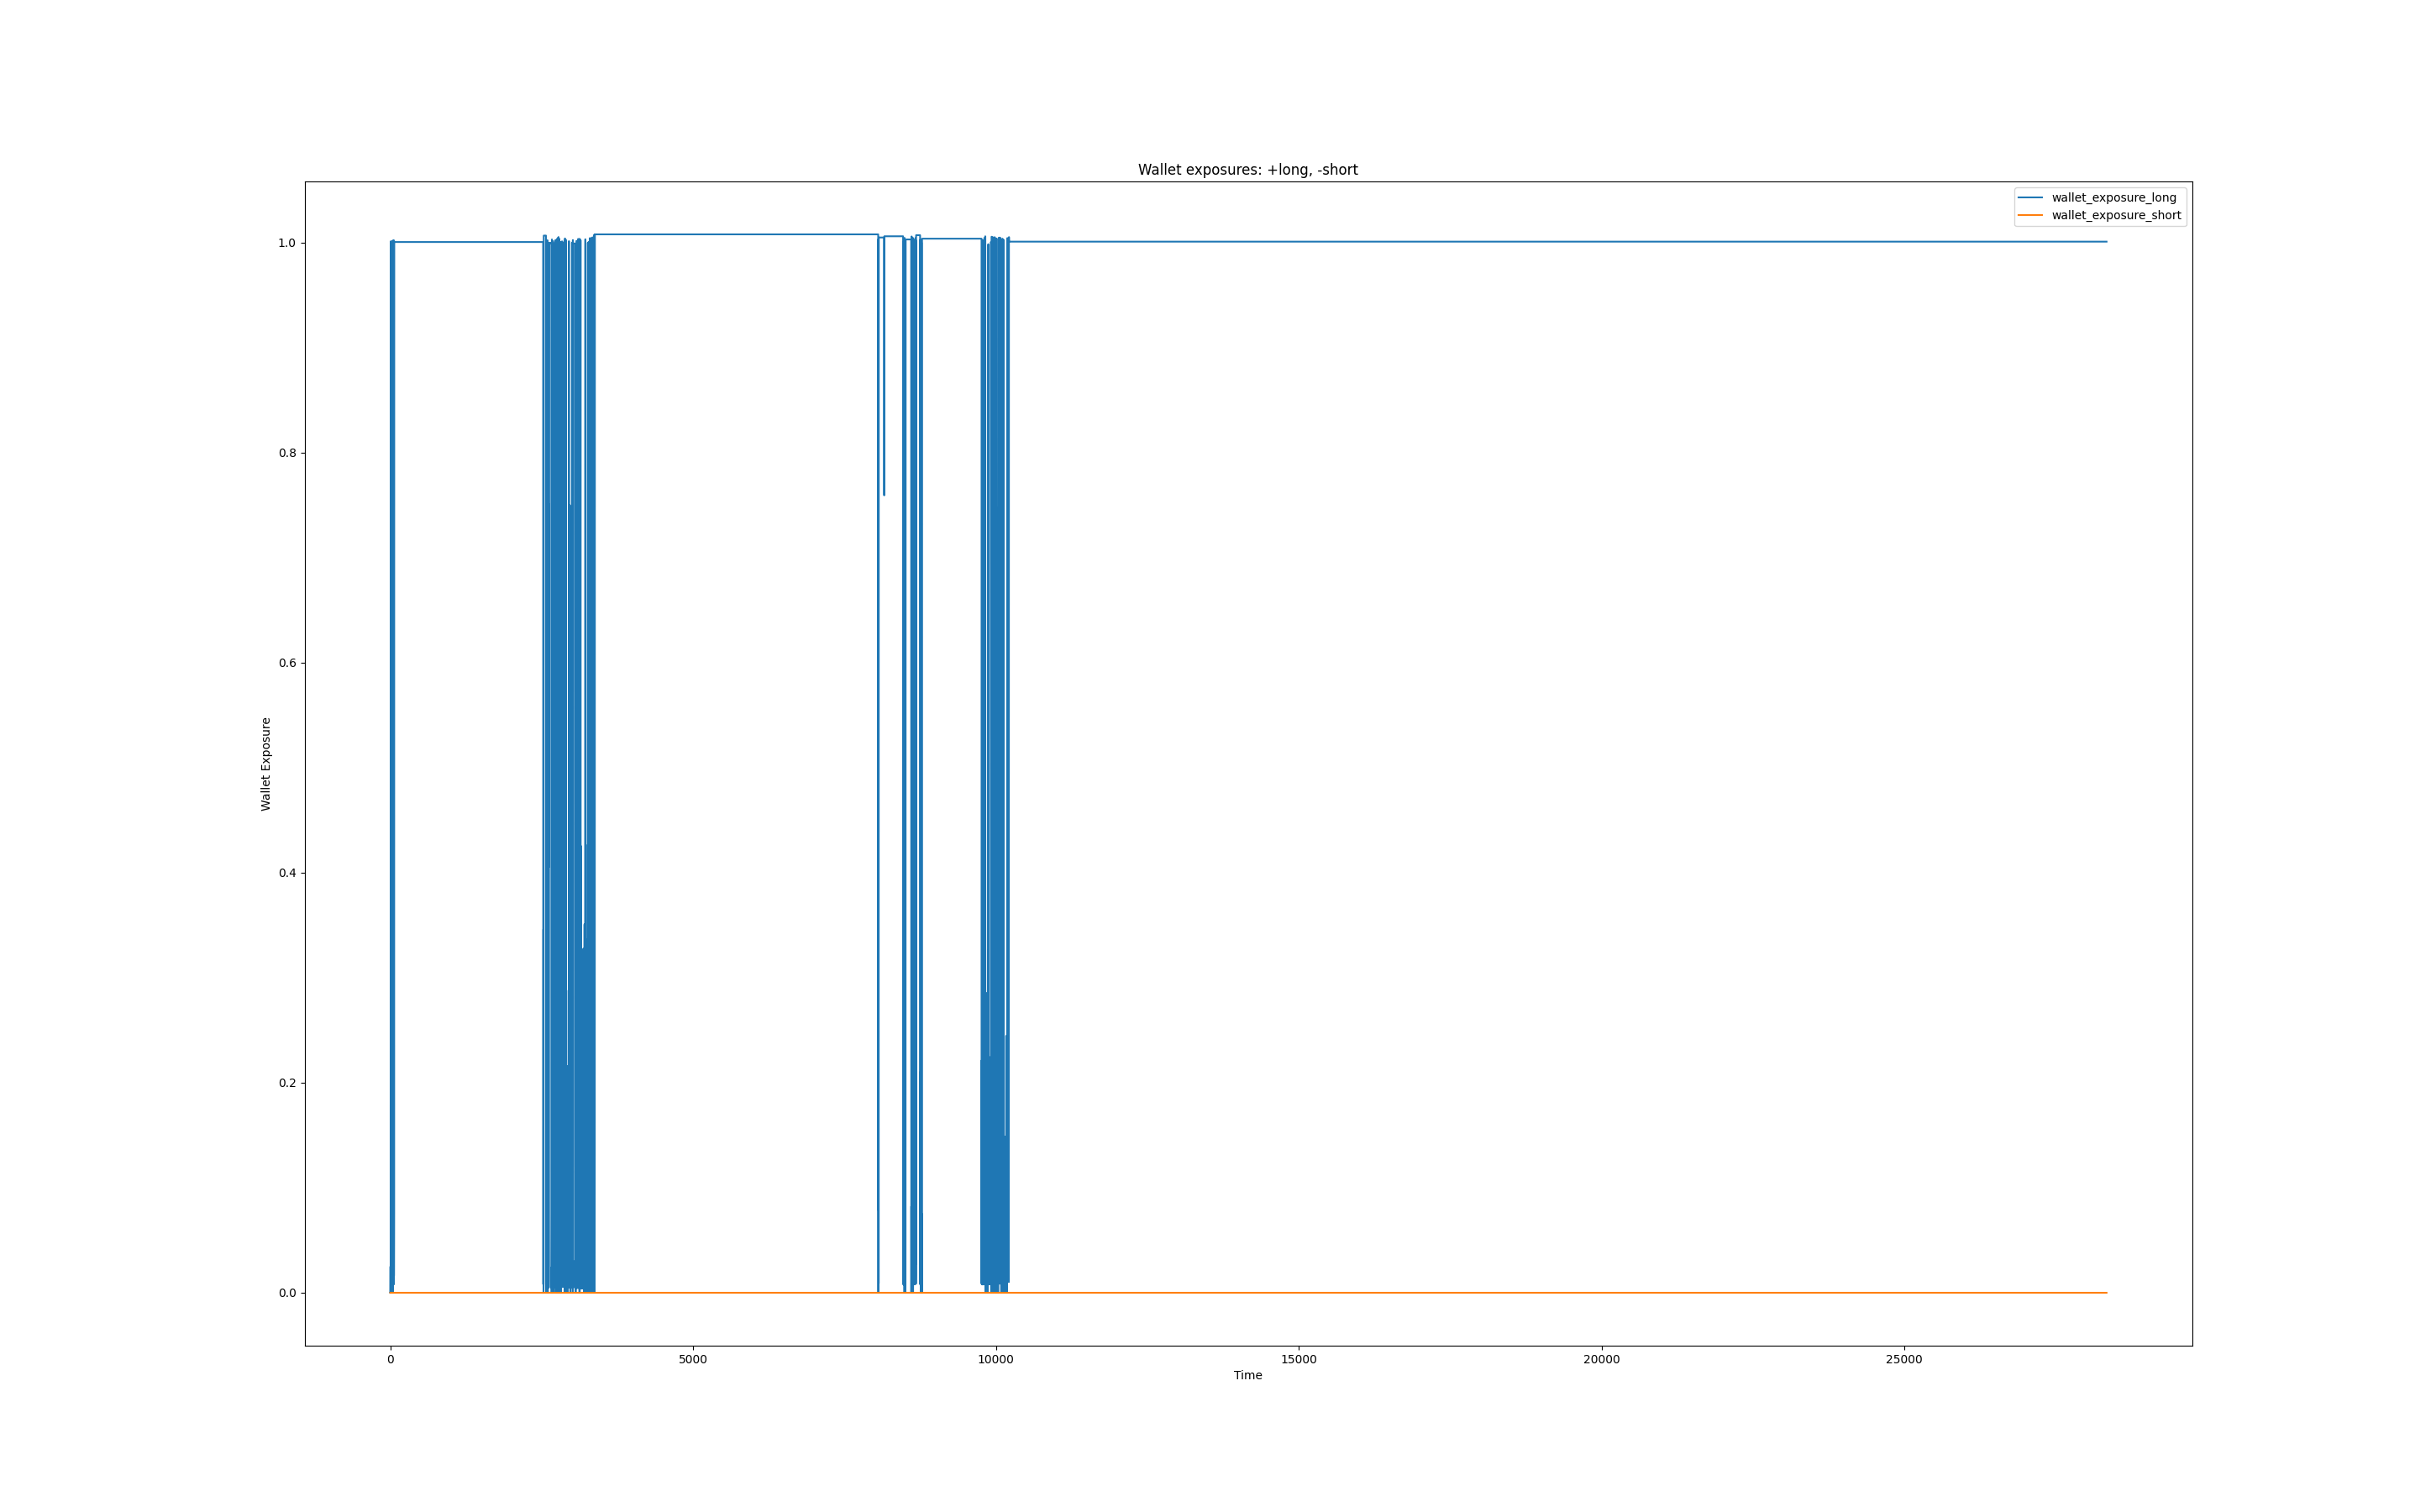 Wallet exposures: +long, -short
wallet_exposure_long
wallet_exposure_short
1.0
0.8
0.6
0.4
0.2
0.0
Wallet Exposure
0 5000 10000 15000 20000 25000
Time